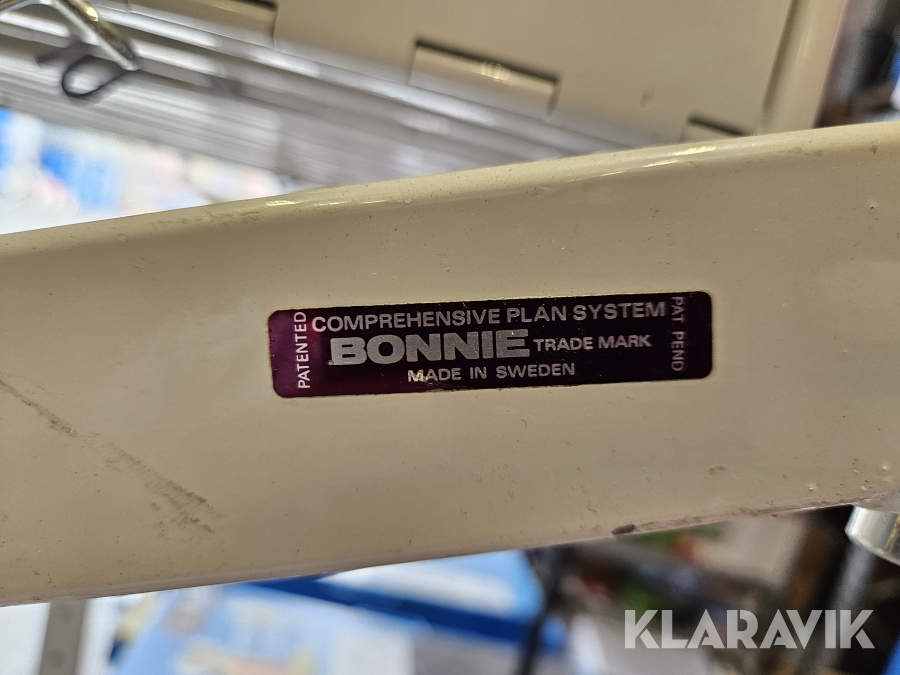 PATENTED
COMPREHENSIVE PLAN SYSTEM
BONNIE TRADE MARK
MADE IN SWEDEN
PAT PEND
KLARAVIK